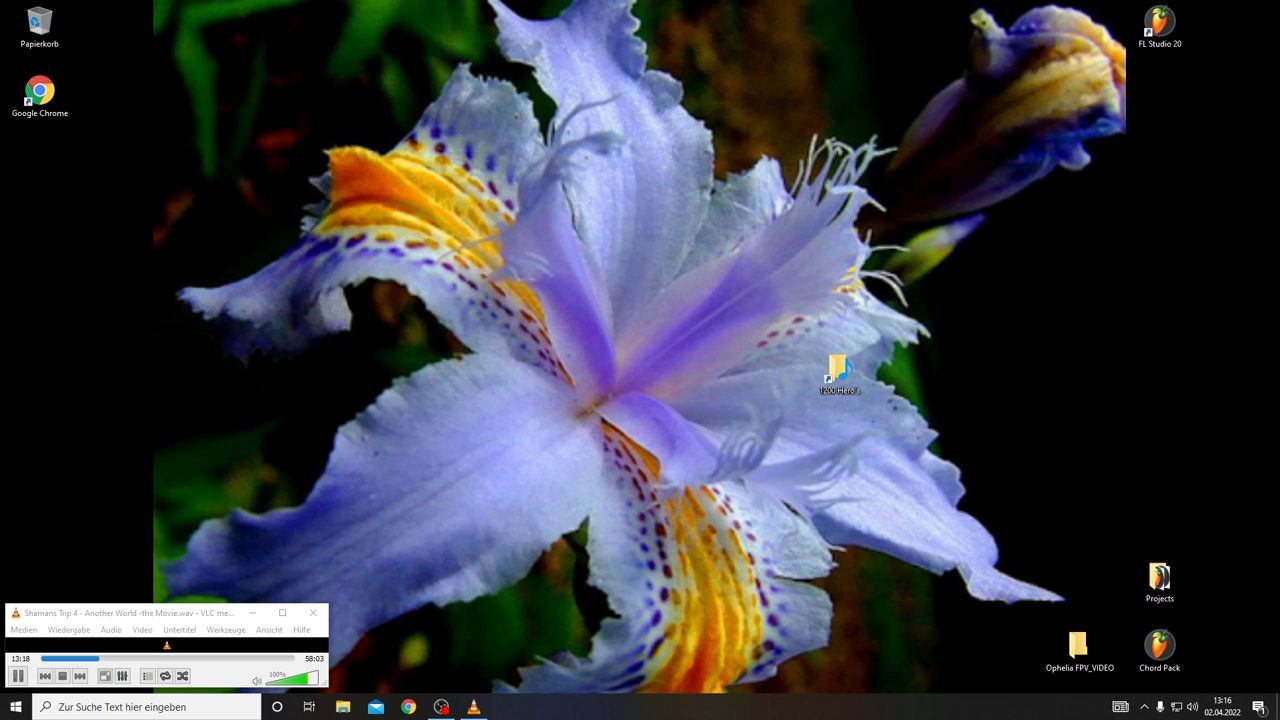 Papierkorb
Google Chrome
FL Studio 20
1200 Hero's
Projects
Ophelia FPV_VIDEO
Chord Pack
Shamans Trip 4 - Another World -the Movie.wav - VLC me...
Medien Wiedergabe Audio Video Untertitel Werkzeuge Ansicht Hilfe
13:18 58:03
100%
Zur Suche Text hier eingeben
13:16
02.04.2022
1